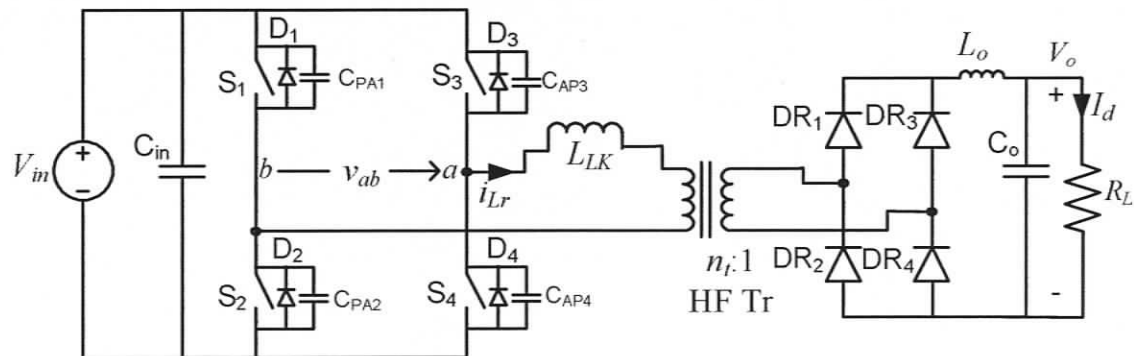 D1
D3
Lo
Vo
S1
CPA1
S3
CAP3
+
DR1
DR3
Id
Vin
+
-
Cin
b
vab
a
LLK
iLr
Co
RL
D2
D4
S2
CPA2
S4
CAP4
nt:1
HF Tr
DR2
DR4
-